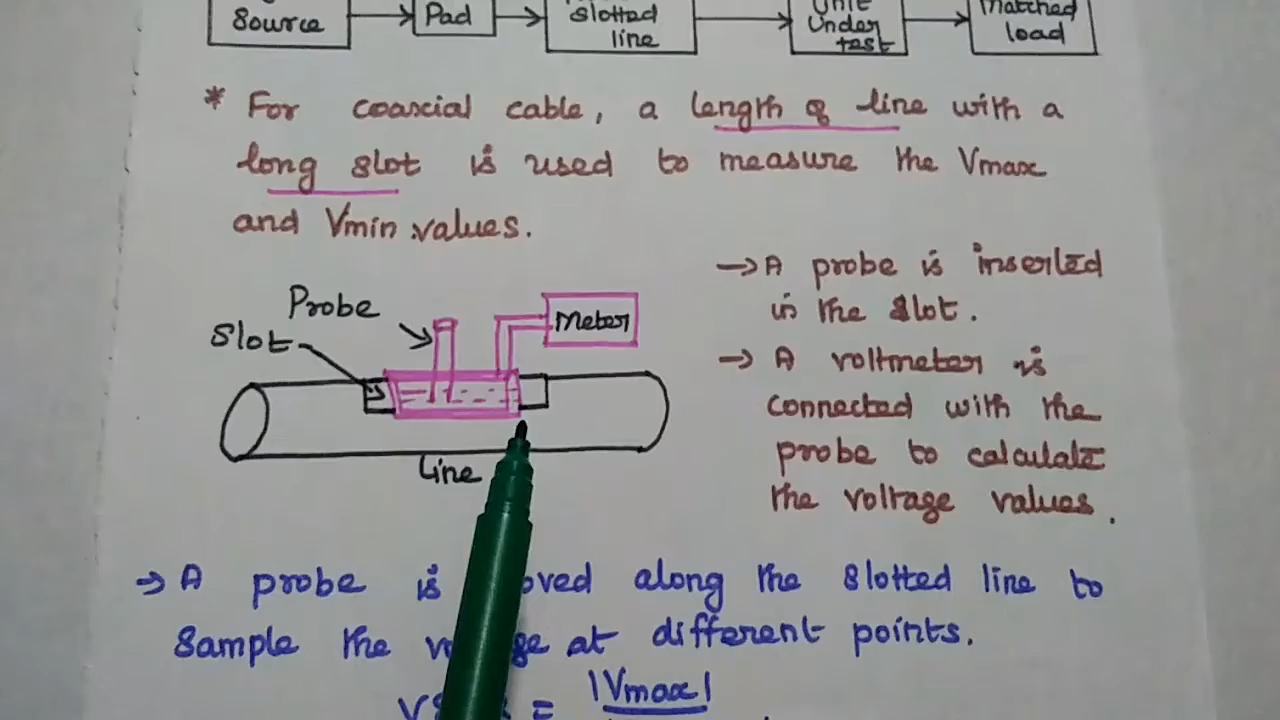 Source
Pad
Slotted
line
Under
test
Matched
load
* For coaxial cable, a length of line with a
long slot is used to measure the Vmax
and Vmin values.
Probe
Slot
Meter
Line
→ A probe is inserted
in the slot.
→ A voltmeter is
connected with the
probe to calculate
the voltage values.
→ A probe is moved along the slotted line to
Sample the voltage at different points.
= |Vmax|